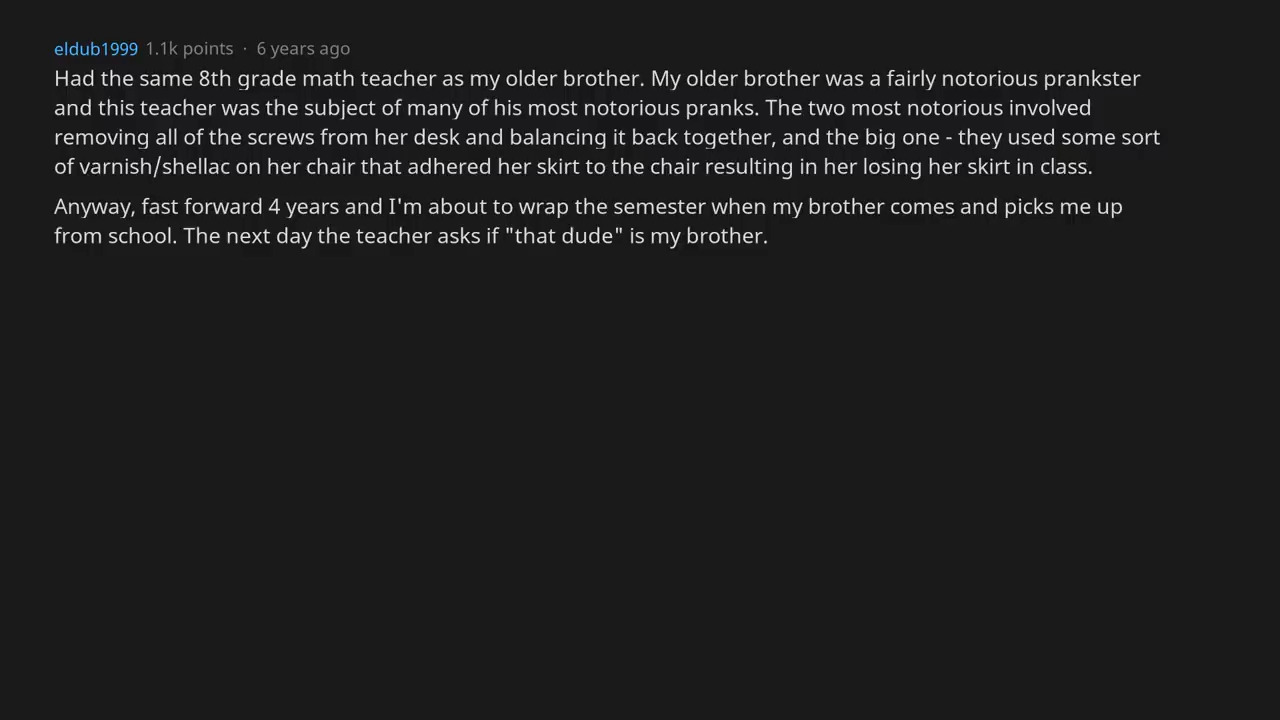 eldub1999 1.1k points · 6 years ago
Had the same 8th grade math teacher as my older brother. My older brother was a fairly notorious prankster
and this teacher was the subject of many of his most notorious pranks. The two most notorious involved
removing all of the screws from her desk and balancing it back together, and the big one - they used some sort
of varnish/shellac on her chair that adhered her skirt to the chair resulting in her losing her skirt in class.
Anyway, fast forward 4 years and I'm about to wrap the semester when my brother comes and picks me up
from school. The next day the teacher asks if "that dude" is my brother.